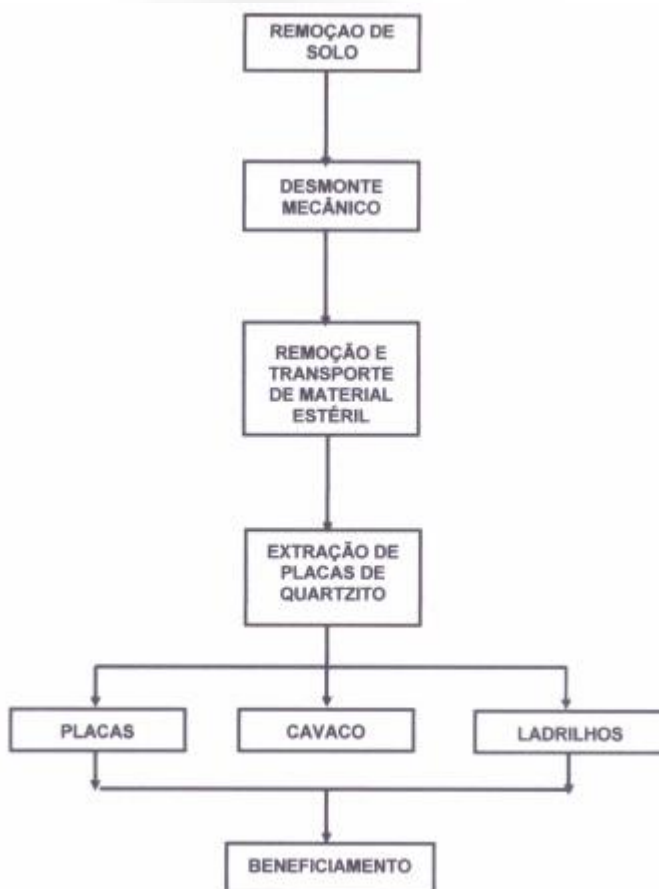 REMOÇAO DE
SOLO
DESMONTE
MECÂNICO
REMOÇÃO E
TRANSPORTE
DE MATERIAL
ESTÉRIL
EXTRAÇÃO DE
PLACAS DE
QUARTZITO
PLACAS
CAVACO
LADRILHOS
BENEFICIAMENTO